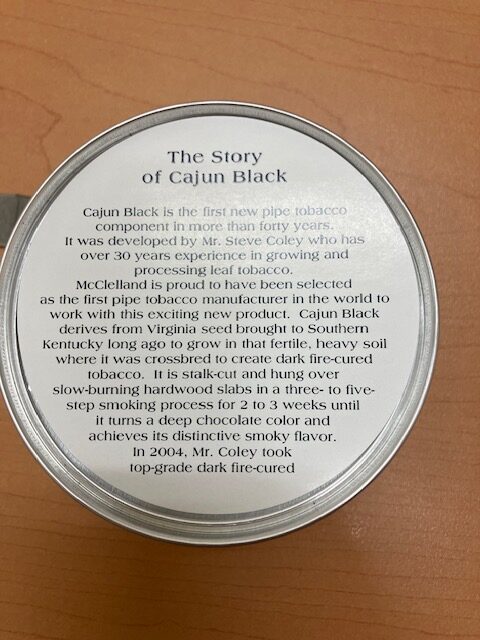 The Story
of Cajun Black
Cajun Black is the first new pipe tobacco
component in more than forty years.
It was developed by Mr. Steve Coley who has
over 30 years experience in growing and
processing leaf tobacco.
McClelland is proud to have been selected
as the first pipe tobacco manufacturer in the world to
work with this exciting new product. Cajun Black
derives from Virginia seed brought to Southern
Kentucky long ago to grow in that fertile, heavy soil
where it was crossbred to create dark fire-cured
tobacco. It is stalk-cut and hung over
slow-burning hardwood slabs in a three- to five-
step smoking process for 2 to 3 weeks until
it turns a deep chocolate color and
achieves its distinctive smoky flavor.
In 2004, Mr. Coley took
top-grade dark fire-cured